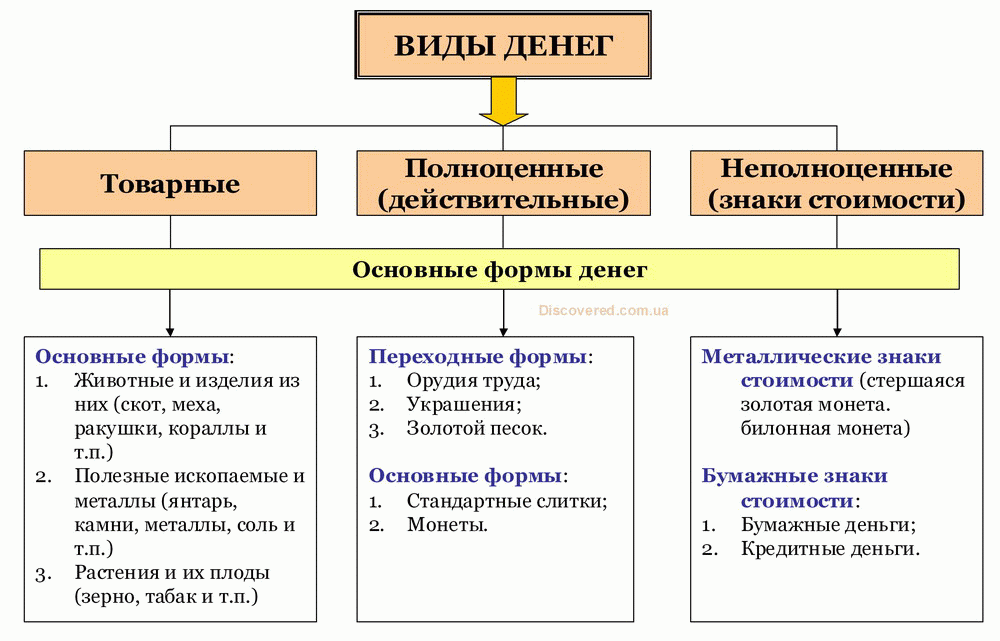 ВИДЫ ДЕНЕГ
Товарные
Полноценные
(действительные)
Неполноценные
(знаки стоимости)
Основные формы денег
Discovered.com.ua
Основные формы:
1. Животные и изделия из
них (скот, меха,
ракушки, кораллы и
т.п.)
2. Полезные ископаемые и
металлы (янтарь,
камни, металлы, соль и
т.п.)
3. Растения и их плоды
(зерно, табак и т.п.)
Переходные формы:
1. Орудия труда;
2. Украшения;
3. Золотой песок.
Основные формы:
1. Стандартные слитки;
2. Монеты.
Металлические знаки
стоимости (стершаяся
золотая монета.
билонная монета)
Бумажные знаки
стоимости:
1. Бумажные деньги;
2. Кредитные деньги.